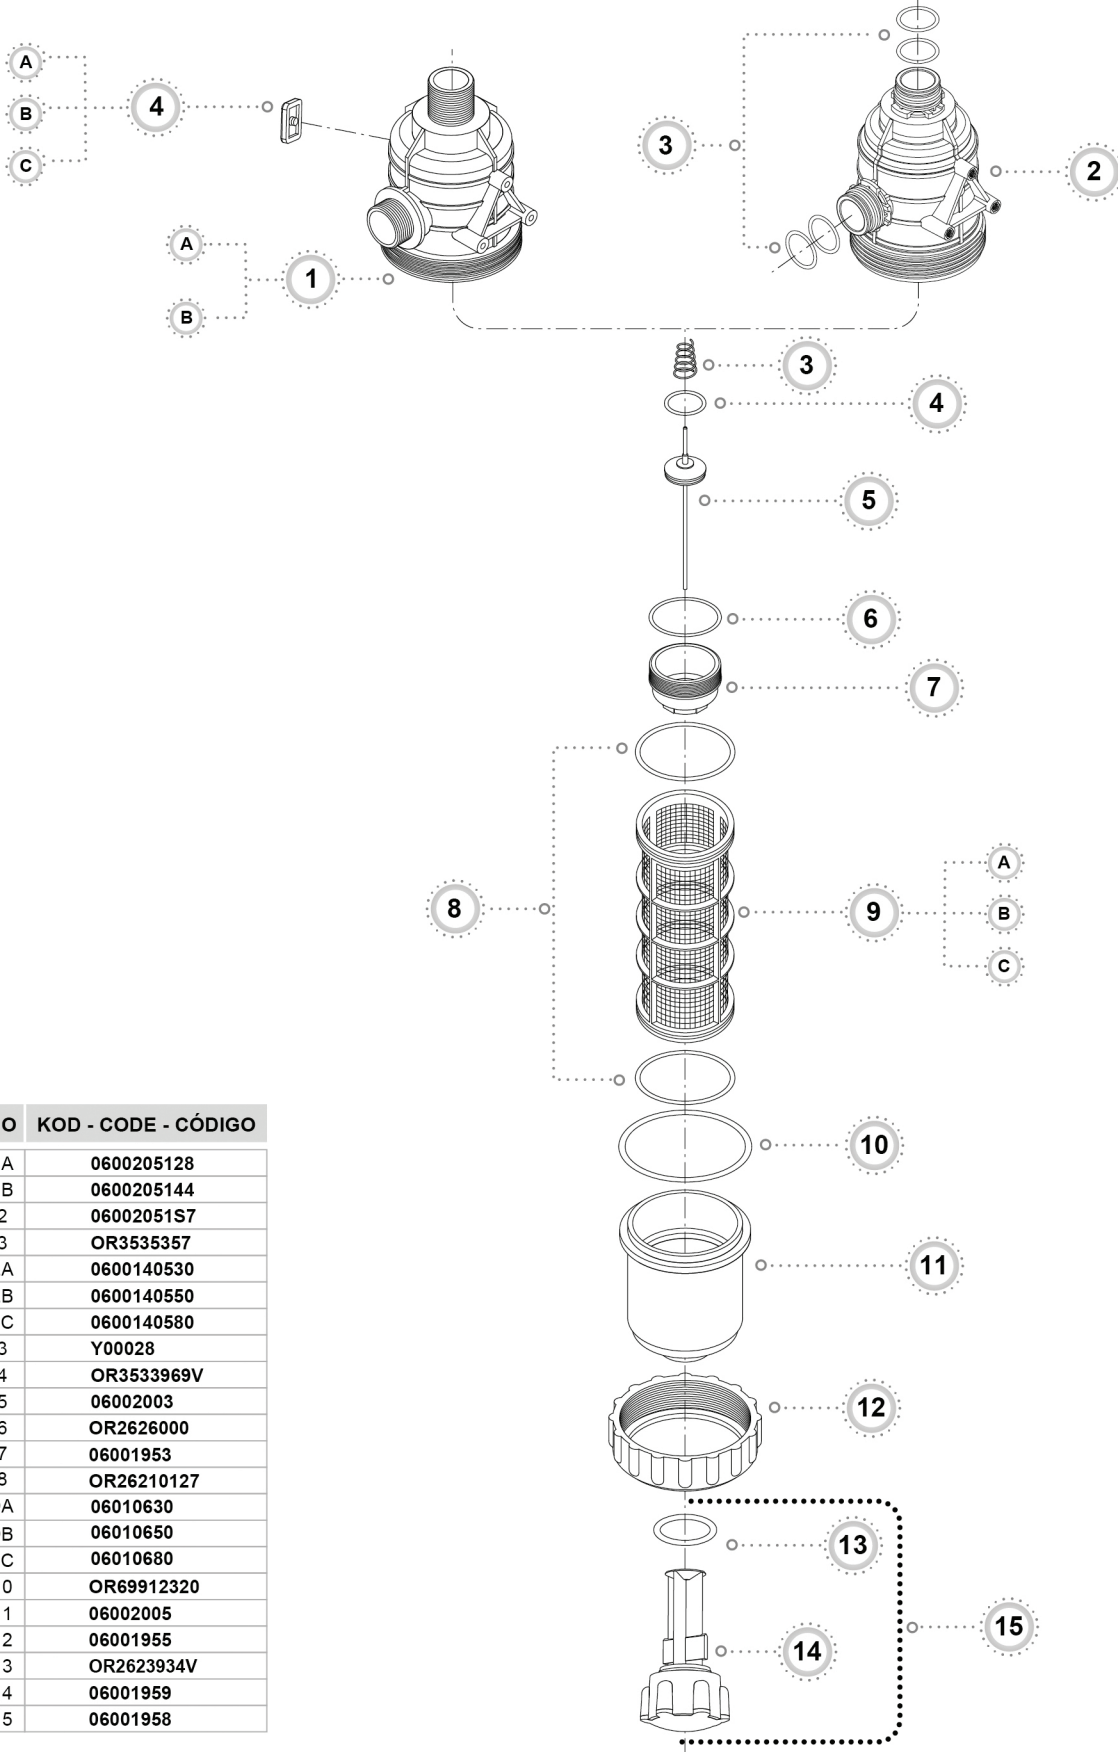 A
4
B
C
3
2
A
1
B
3
4
5
6
7
8
9
A
B
C
10
11
12
13
14
15
O KOD - CODE - CÓDIGO
A 0600205128
B 0600205144
2 06002051S7
3 OR3535357
A 0600140530
B 0600140550
C 0600140580
3 Y00028
4 OR3533969V
5 06002003
6 OR2626000
7 06001953
8 OR26210127
A 06010630
B 06010650
C 06010680
0 OR69912320
1 06002005
2 06001955
3 OR2623934V
4 06001959
5 06001958